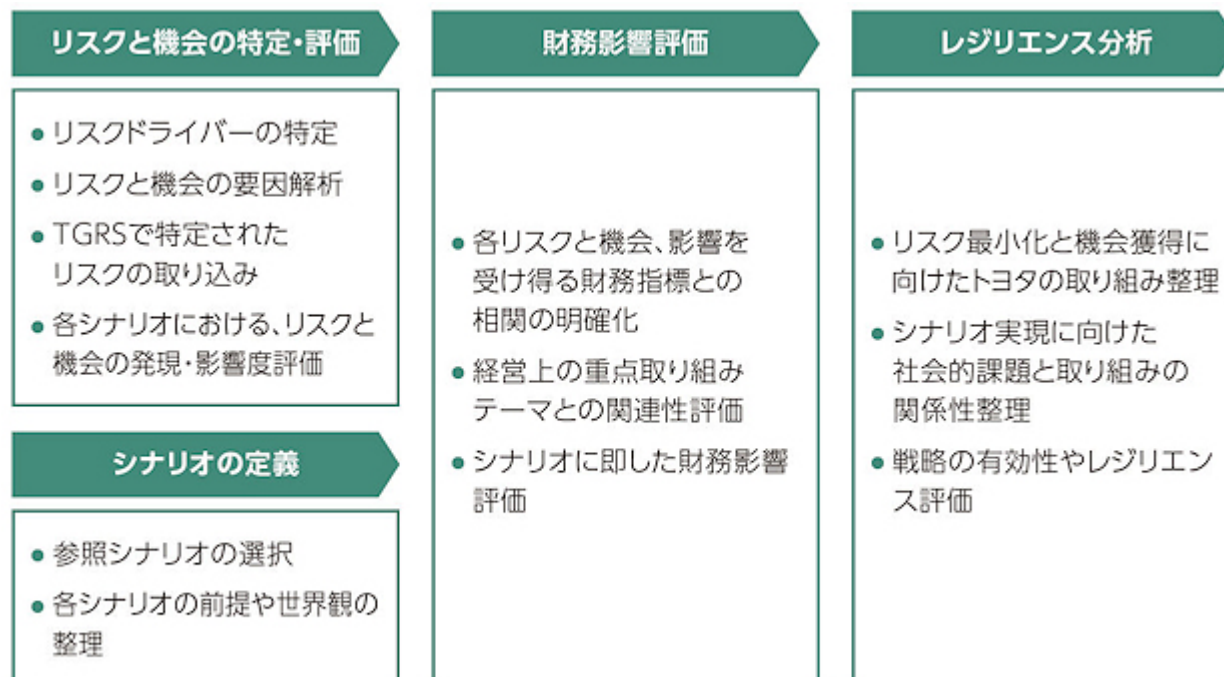 リスクと機会の特定・評価
• リスクドライバーの特定
• リスクと機会の要因解析
• TGRSで特定された
リスクの取り込み
• 各シナリオにおける、リスクと
機会の発現・影響度評価
シナリオの定義
• 参照シナリオの選択
• 各シナリオの前提や世界観の
整理
財務影響評価
• 各リスクと機会、影響を
受け得る財務指標との
相関の明確化
• 経営上の重点取り組み
テーマとの関連性評価
• シナリオに即した財務影響
評価
レジリエンス分析
• リスク最小化と機会獲得に
向けたトヨタの取り組み整理
• シナリオ実現に向けた
社会的課題と取り組みの
関係性整理
• 戦略の有効性やレジリエン
ス評価